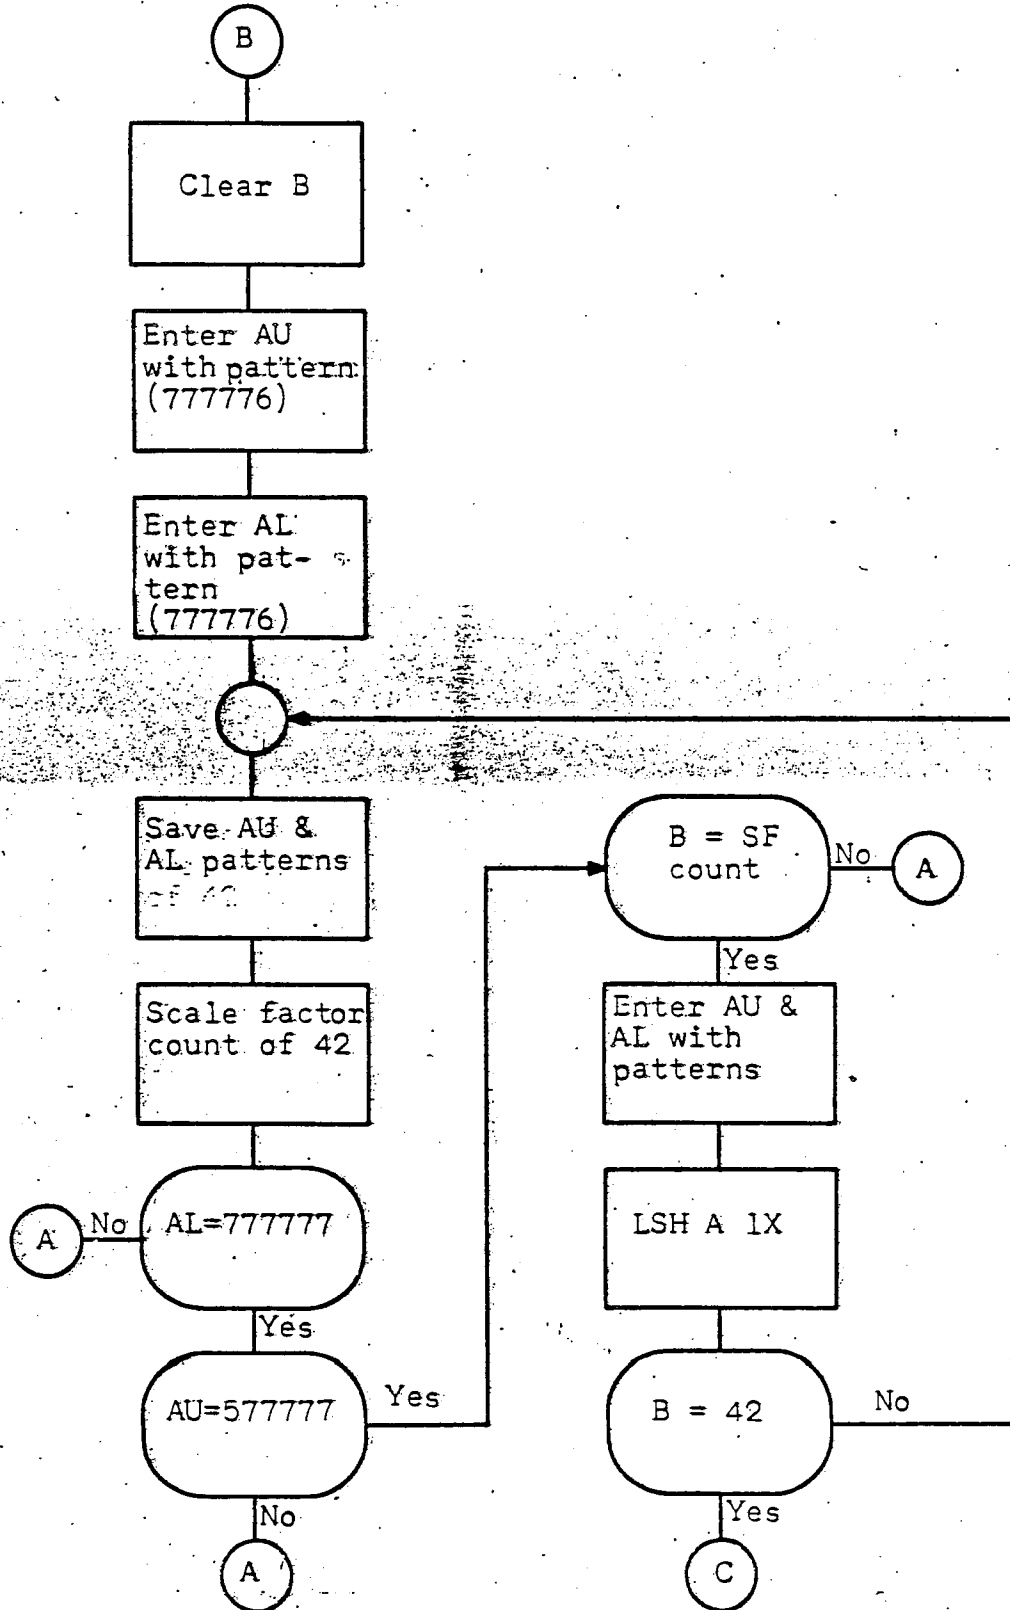 B
Clear B
Enter AU
with pattern
(777776)
Enter AL
with pat-
tern
(777776)
Save AU &
AL patterns
of 42
Scale factor
count of 42
AL=777777
No
A
Yes
AU=577777
Yes
No
A
B = SF
count
No
A
Yes
Enter AU &
AL with
patterns
LSH A 1X
B = 42
No
Yes
C